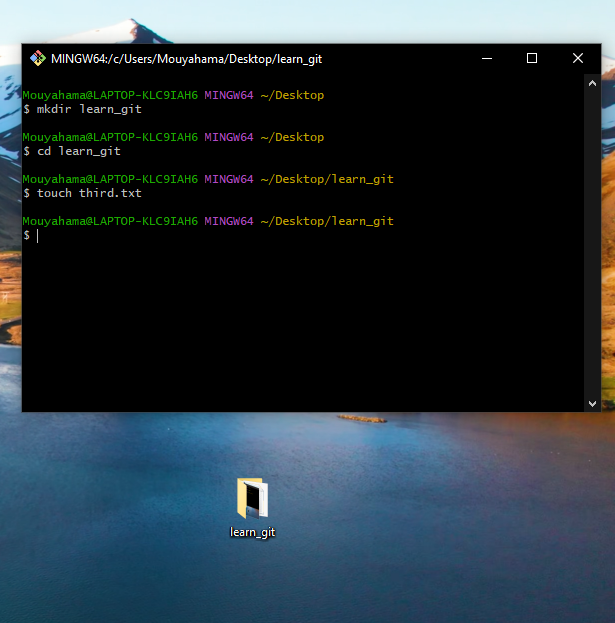 MINGW64:/c/Users/Mouyahama/Desktop/learn_git
Mouyahama@LAPTOP-KLC9IAH6 MINGW64 ~/Desktop
$ mkdir learn_git
Mouyahama@LAPTOP-KLC9IAH6 MINGW64 ~/Desktop
$ cd learn_git
Mouyahama@LAPTOP-KLC9IAH6 MINGW64 ~/Desktop/learn_git
$ touch third.txt
Mouyahama@LAPTOP-KLC9IAH6 MINGW64 ~/Desktop/learn_git
$
learn_git